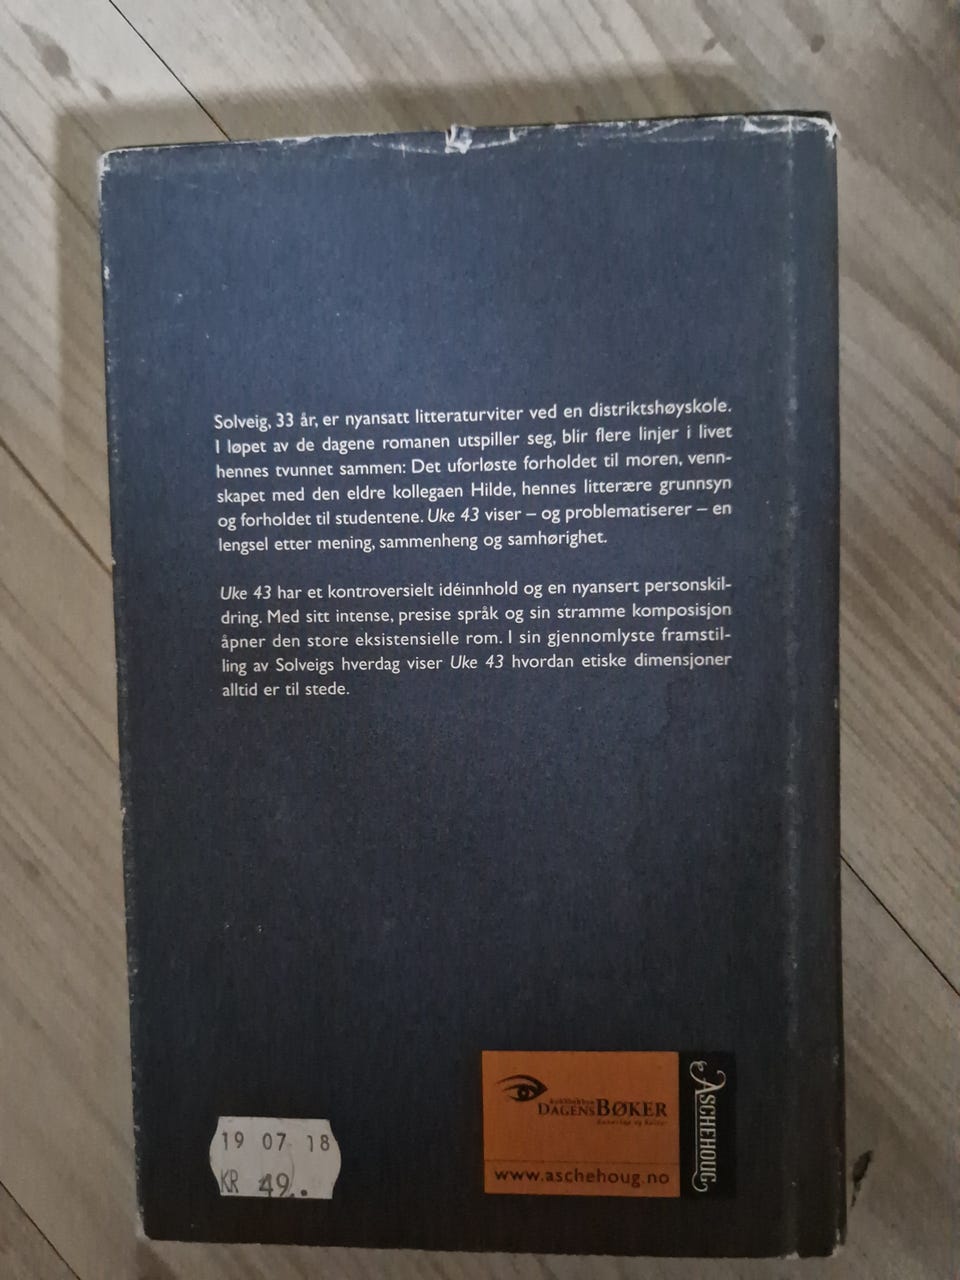 Solveig, 33 år, er nyansatt litteraturviter ved en distriktshøyskole.
I løpet av de dagene romanen utspiller seg, blir flere linjer i livet
hennes tvunnet sammen: Det uforløste forholdet til moren, venn-
skapet med den eldre kollegaen Hilde, hennes litterære grunnsyn
og forholdet til studentene. Uke 43 viser – og problematiserer – en
lengsel etter mening, sammenheng og samhørighet.
Uke 43 har et kontroversielt idéinnhold og en nyansert personskil-
dring. Med sitt intense, presise språk og sin stramme komposisjon
åpner den store eksistensielle rom. I sin gjennomlyste framstil-
ling av Solveigs hverdag viser Uke 43 hvordan etiske dimensjoner
alltid er til stede.
19 07 18
KR 49..
Bokklubben
DAGENS BØKER
www.aschehoug.no
ASCHEHOUG